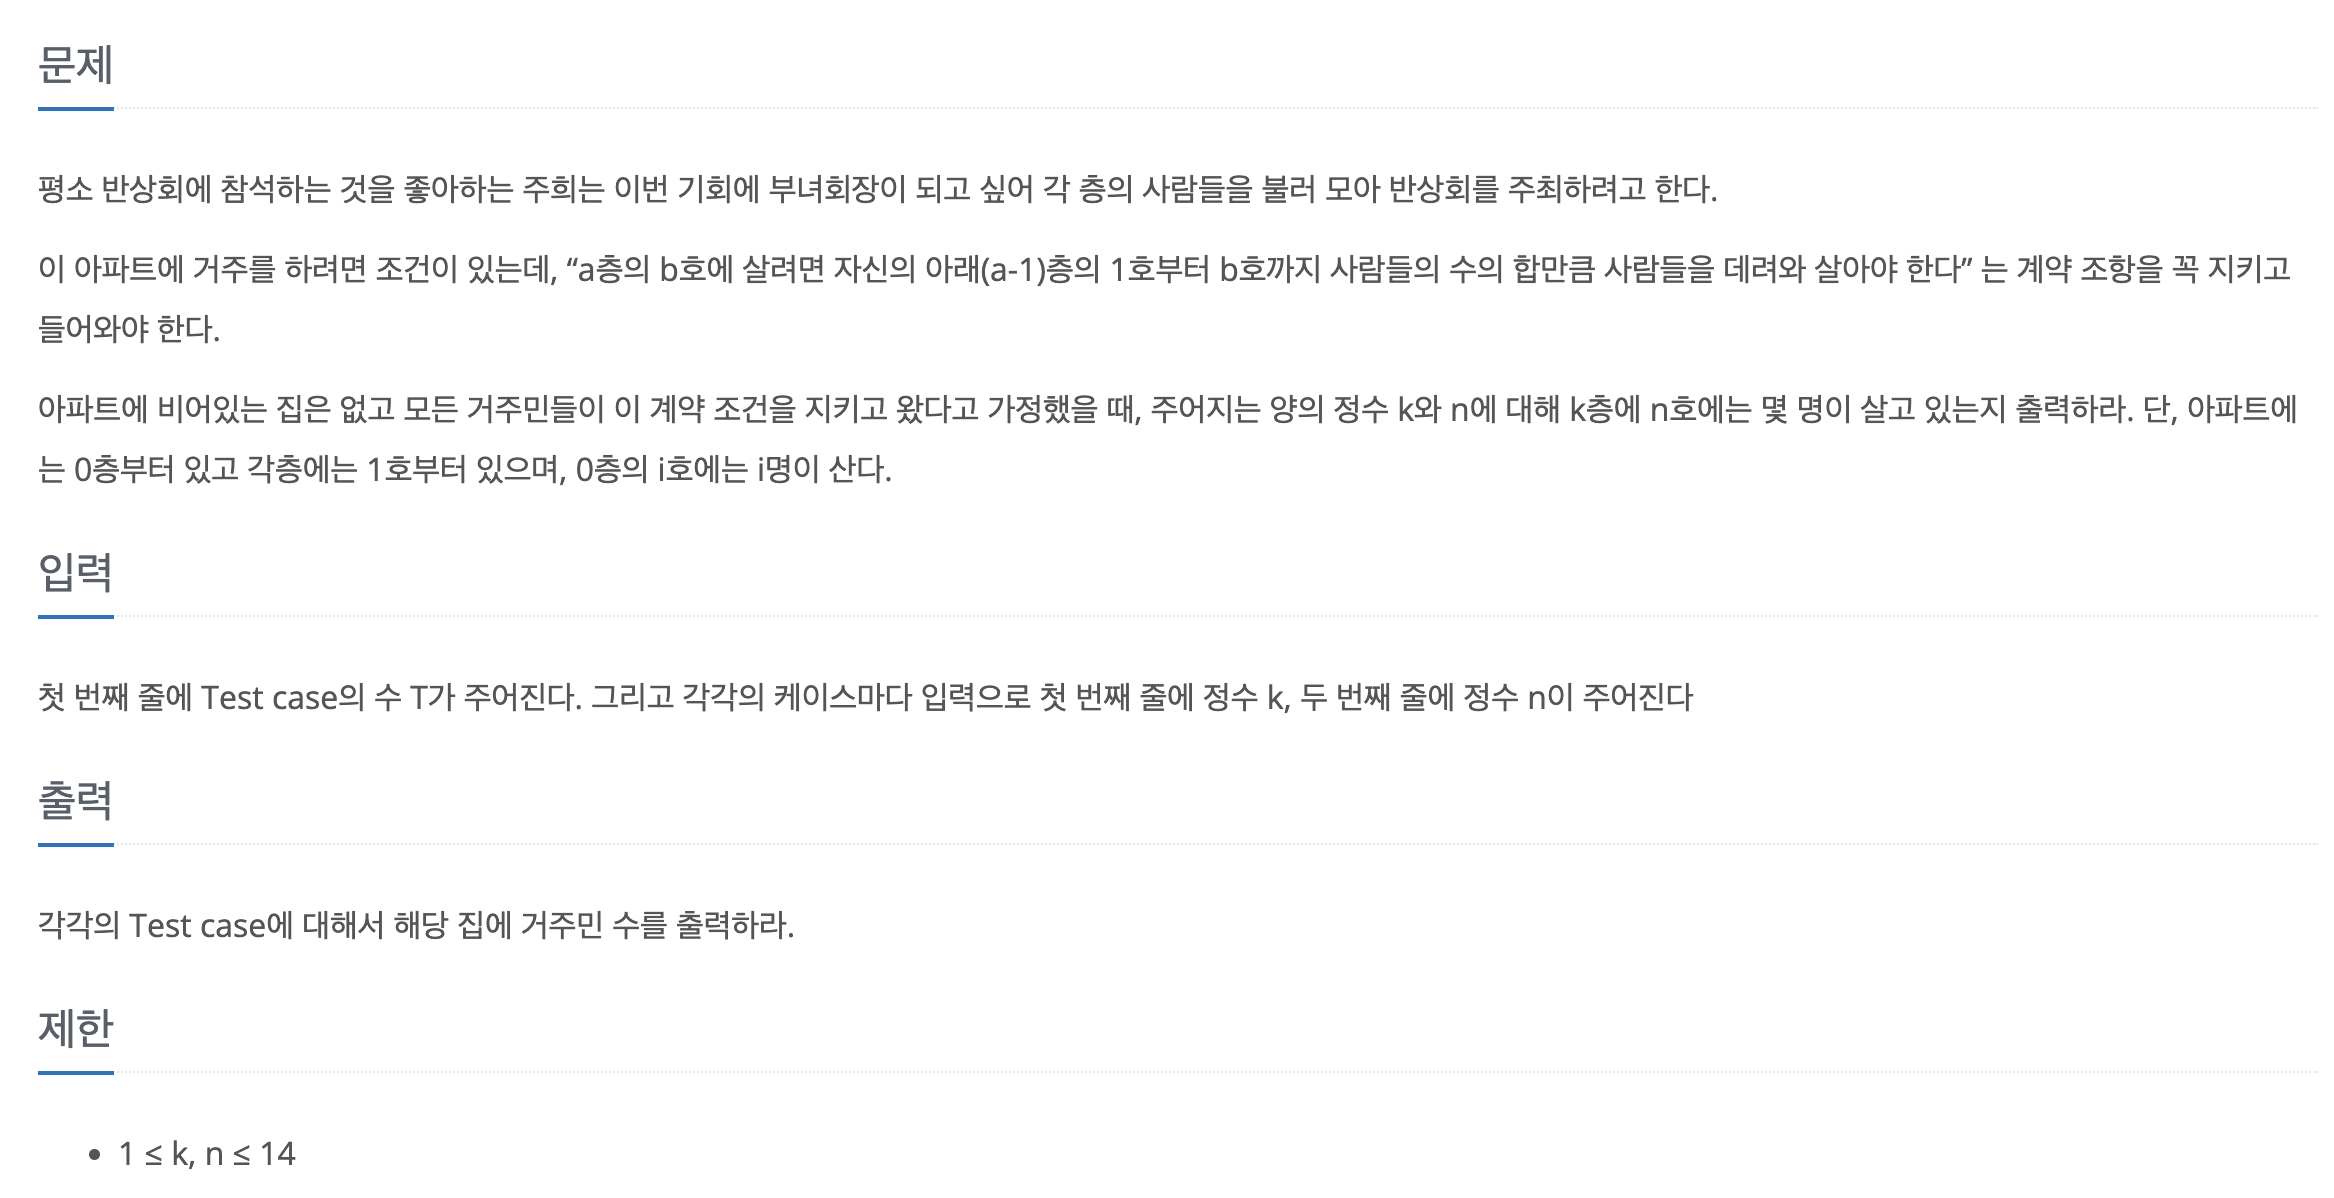 문제
평소 반상회에 참석하는 것을 좋아하는 주희는 이번 기회에 부녀회장이 되고 싶어 각 층의 사람들을 불러 모아 반상회를 주최하려고 한다.
이 아파트에 거주를 하려면 조건이 있는데, “a층의 b호에 살려면 자신의 아래(a-1)층의 1호부터 b호까지 사람들의 수의 합만큼 사람들을 데려와 살아야 한다” 는 계약 조항을 꼭 지키고
들어와야 한다.
아파트에 비어있는 집은 없고 모든 거주민들이 이 계약 조건을 지키고 왔다고 가정했을 때, 주어지는 양의 정수 k와 n에 대해 k층에 n호에는 몇 명이 살고 있는지 출력하라. 단, 아파트에
는 0층부터 있고 각층에는 1호부터 있으며, 0층의 i호에는 i명이 산다.
입력
첫 번째 줄에 Test case의 수 T가 주어진다. 그리고 각각의 케이스마다 입력으로 첫 번째 줄에 정수 k, 두 번째 줄에 정수 n이 주어진다
출력
각각의 Test case에 대해서 해당 집에 거주민 수를 출력하라.
제한
• 1 ≤ k, n ≤ 14